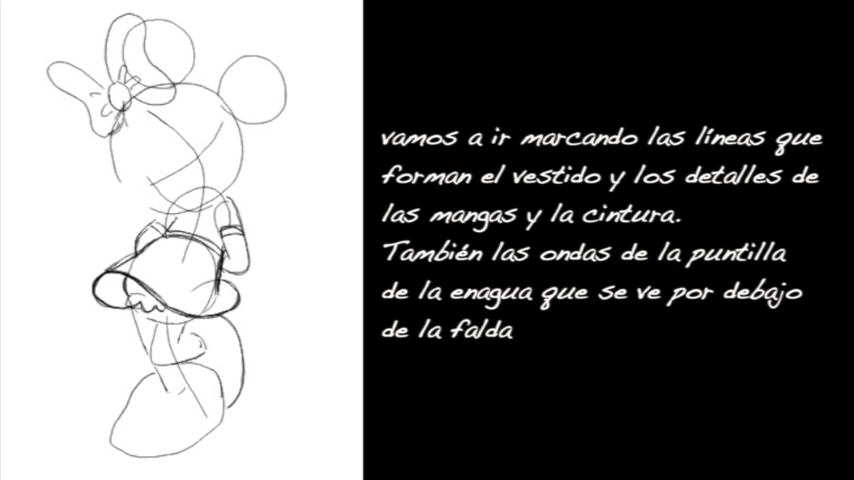 vamos a ir marcando las líneas que
forman el vestido y los detalles de
las mangas y la cintura.
También las ondas de la puntilla
de la enagua que se ve por debajo
de la falda